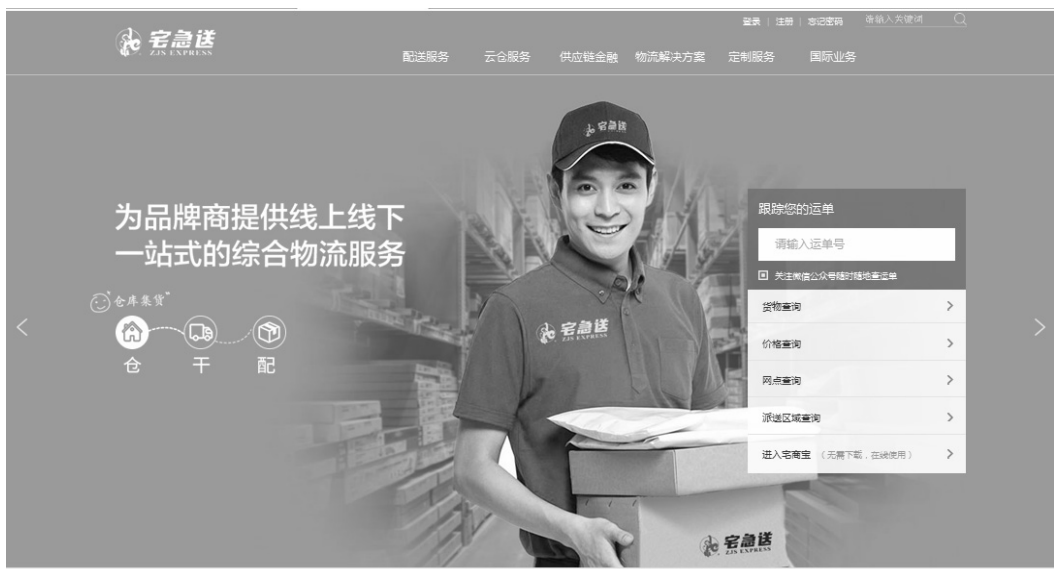 登录 | 注册 | 忘记密码 请输入关键词
宅急送
ZJS EXPRESS
配送服务 云仓服务 供应链金融 物流解决方案 定制服务 国际业务
宅急送
为品牌商提供线上线下
一站式的综合物流服务
仓库集货
仓 干 配
宅急送
ZJS EXPRESS
跟踪您的运单
请输入运单号
关注微信公众号随时随地查运单
货物查询
价格查询
网点查询
派送区域查询
进入宅商宝 (无需下载,在线使用)
宅急送
ZJS EXPRESS